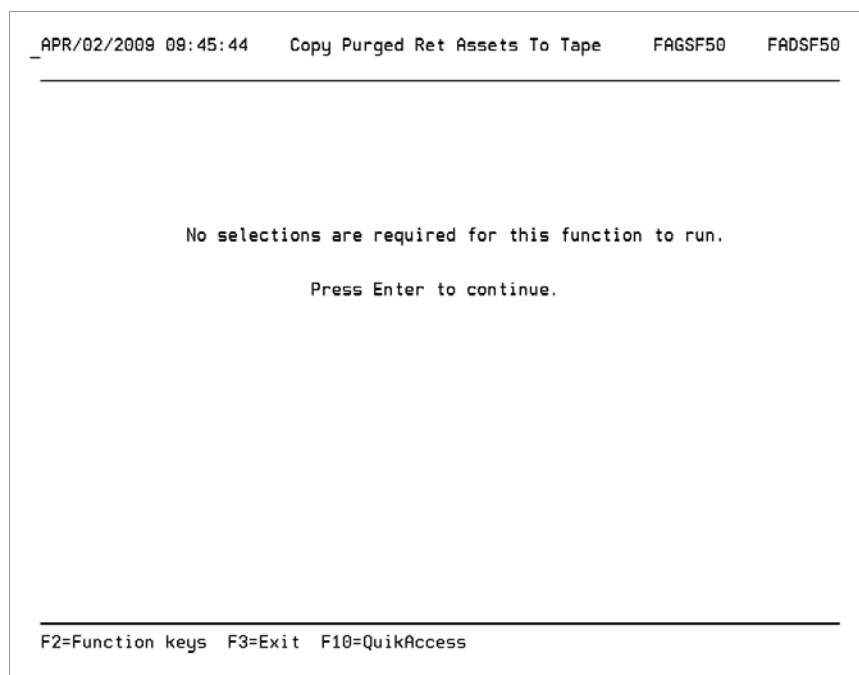 _APR/02/2009 09:45:44 Copy Purged Ret Assets To Tape FAGSF50 FADSF50
No selections are required for this function to run.
Press Enter to continue.
F2=Function keys F3=Exit F10=QuikAccess